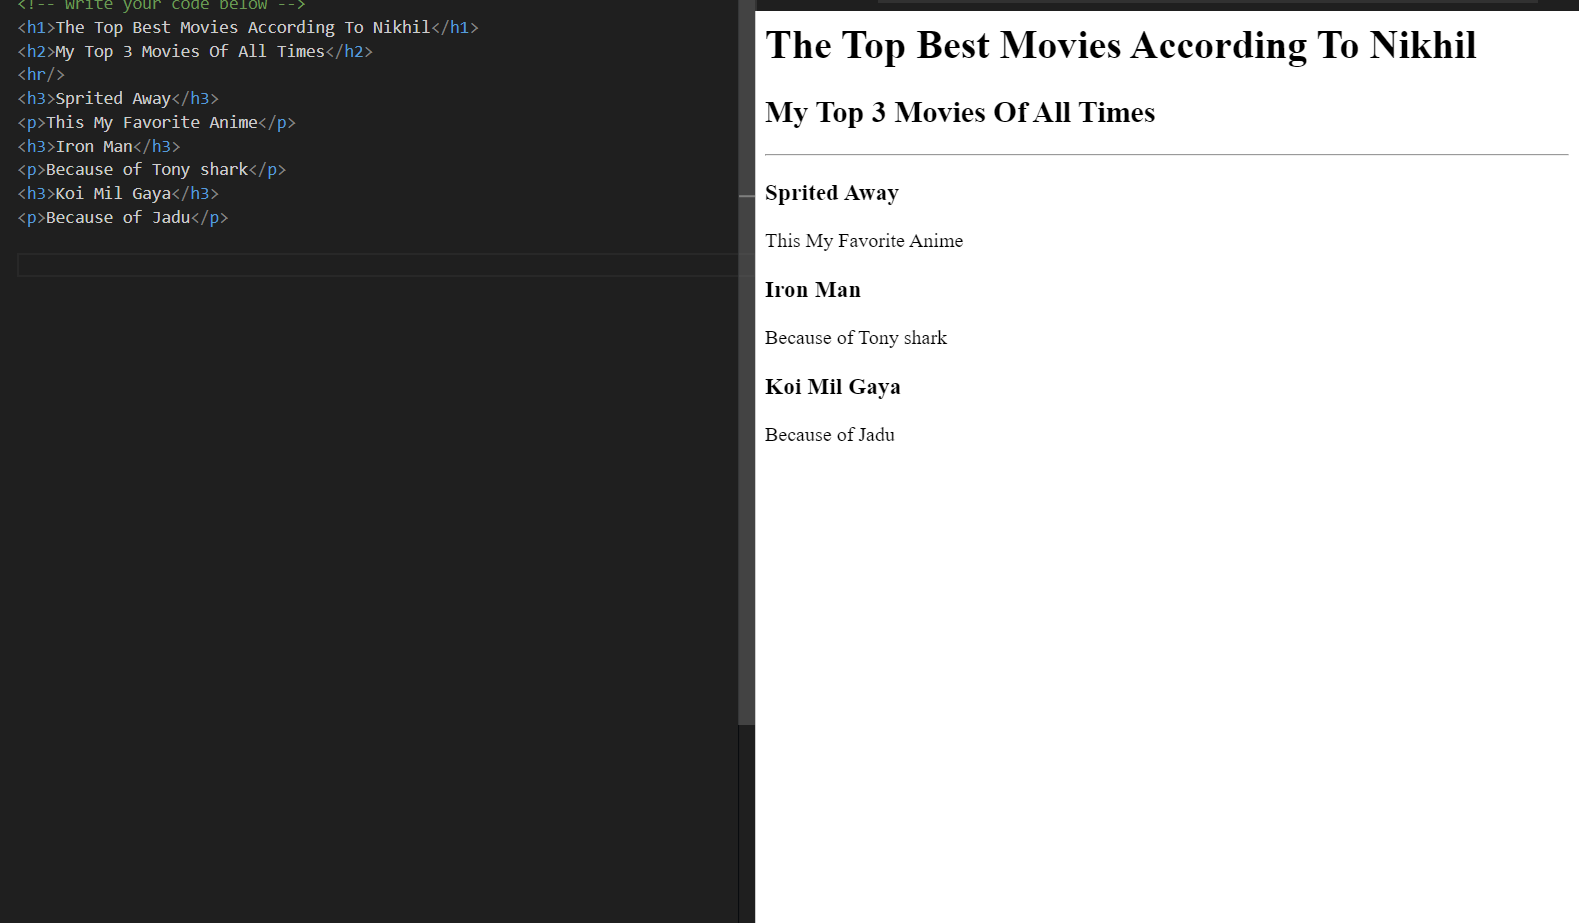 <!-- Write your code below -->
<h1>The Top Best Movies According To Nikhil</h1>
<h2>My Top 3 Movies Of All Times</h2>
<hr/>
<h3>Sprited Away</h3>
<p>This My Favorite Anime</p>
<h3>Iron Man</h3>
<p>Because of Tony shark</p>
<h3>Koi Mil Gaya</h3>
<p>Because of Jadu</p>
The Top Best Movies According To Nikhil
My Top 3 Movies Of All Times
Sprited Away
This My Favorite Anime
Iron Man
Because of Tony shark
Koi Mil Gaya
Because of Jadu